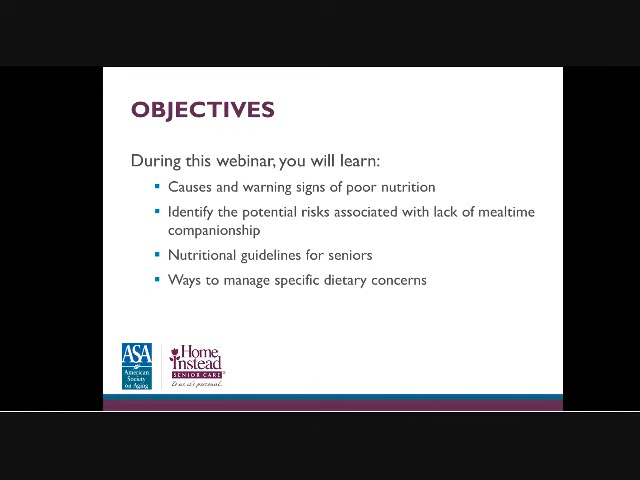 OBJECTIVES
During this webinar, you will learn:
Causes and warning signs of poor nutrition
Identify the potential risks associated with lack of mealtime
companionship
Nutritional guidelines for seniors
Ways to manage specific dietary concerns
ASA
American
Society
on Aging
Home
Instead
SENIOR CARE
To us, it's personal.